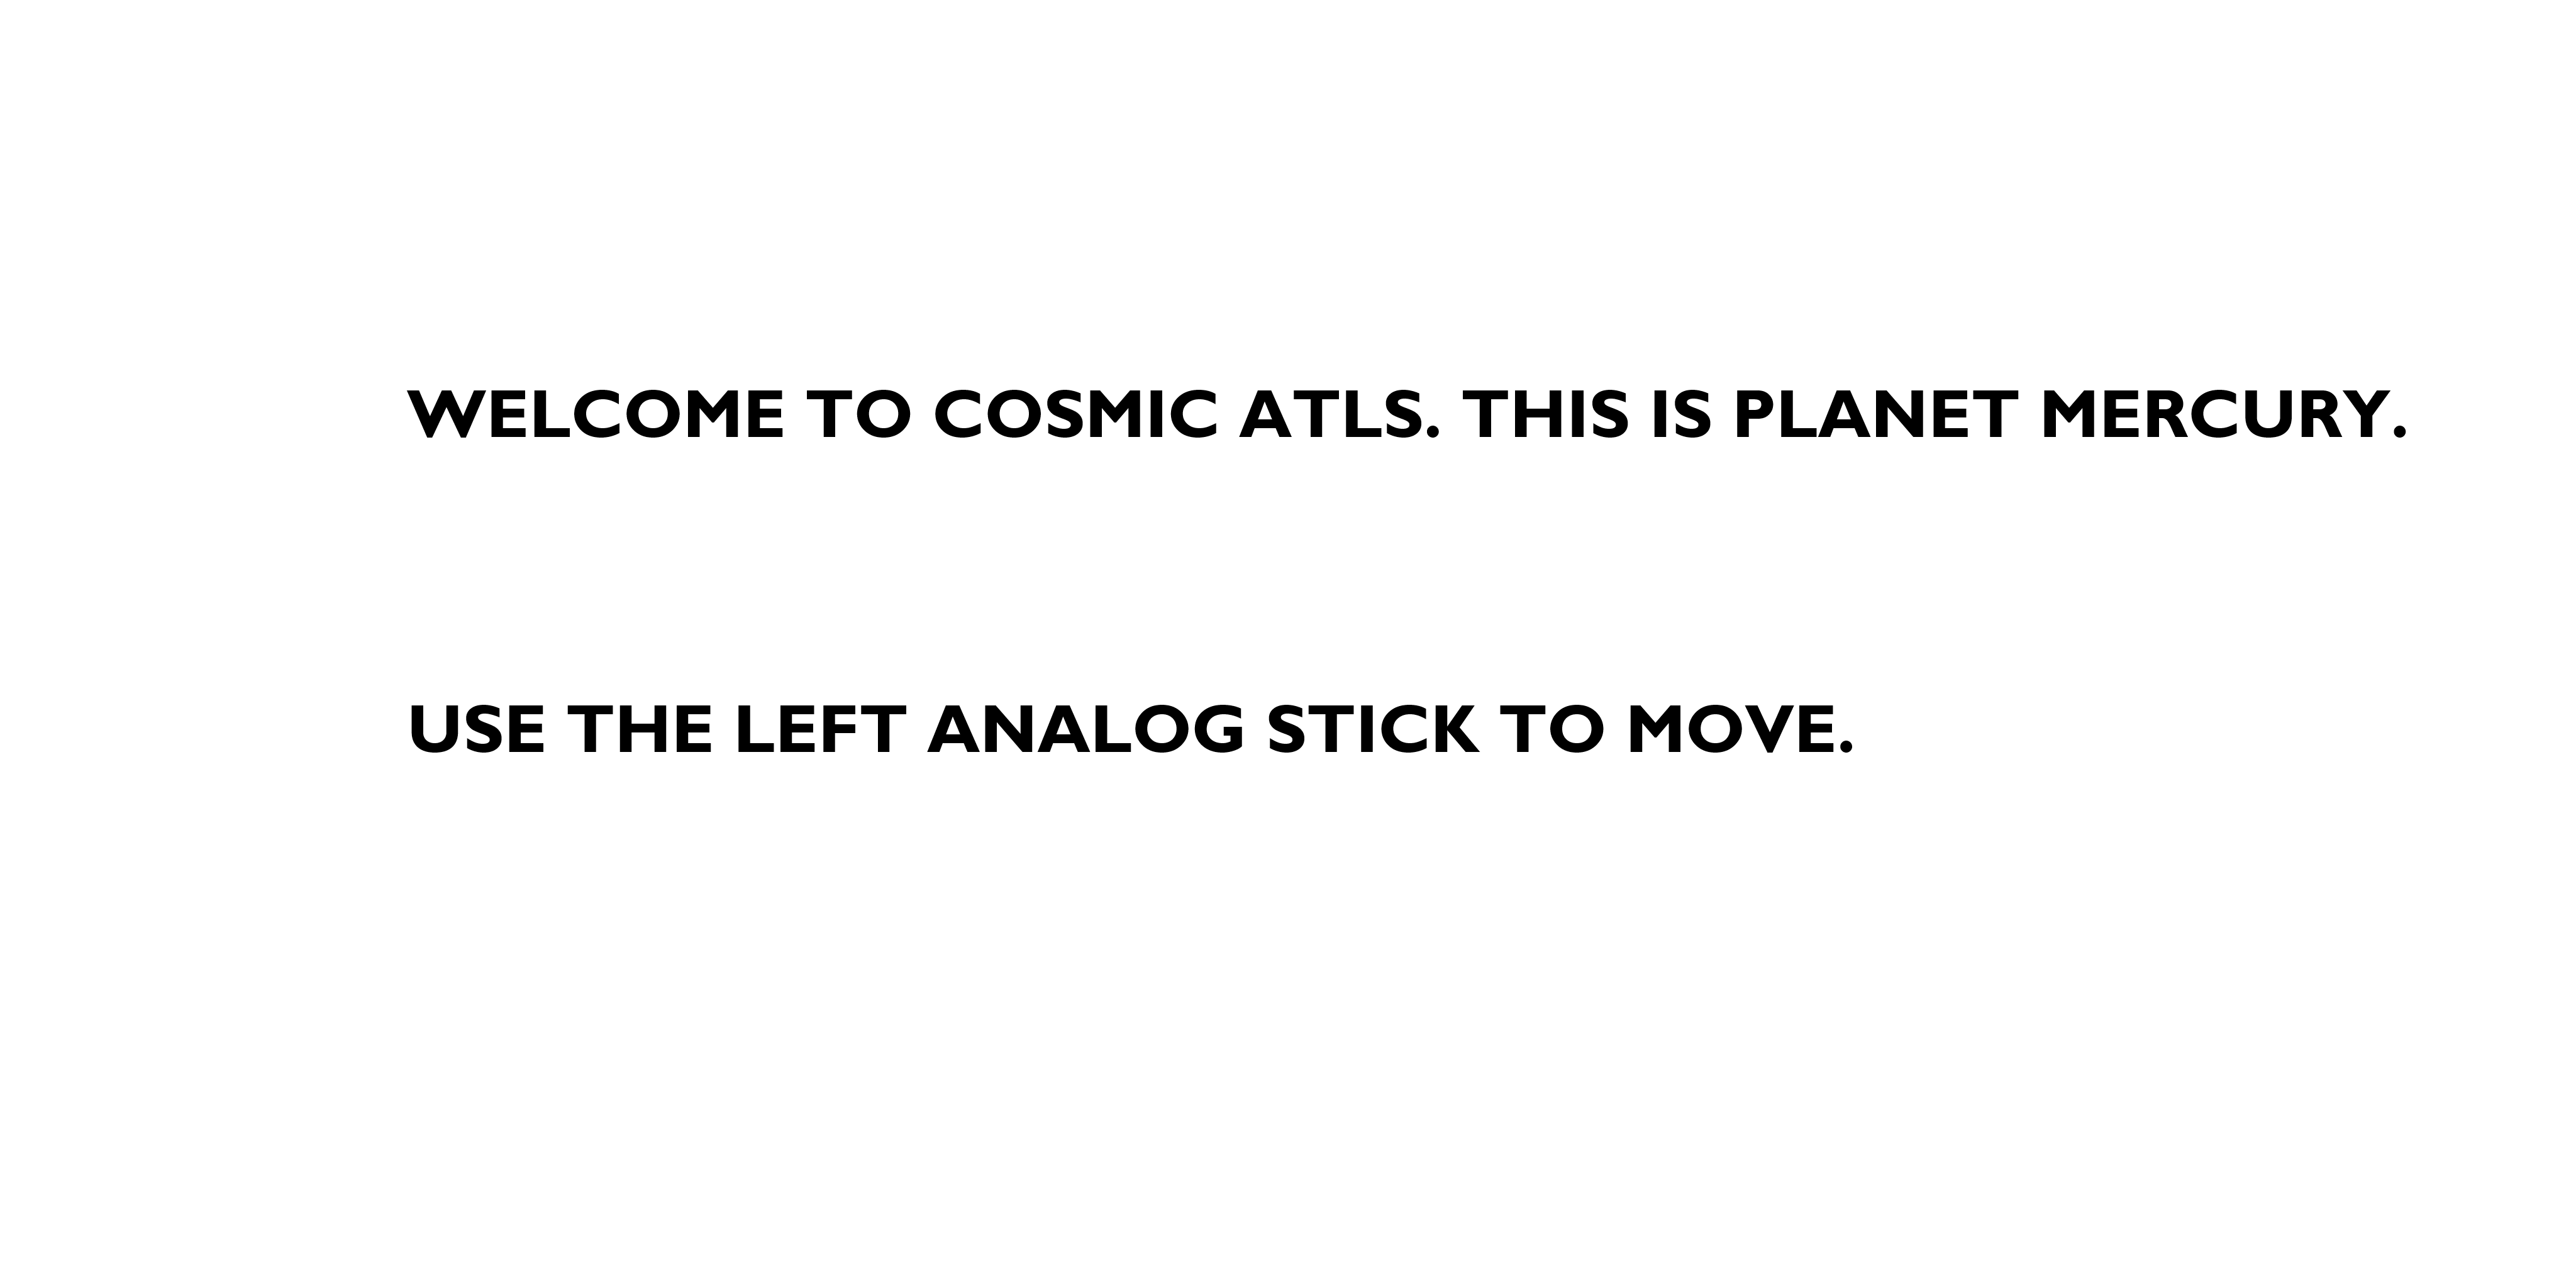 WELCOME TO COSMIC ATLS. THIS IS PLANET MERCURY.
USE THE LEFT ANALOG STICK TO MOVE.